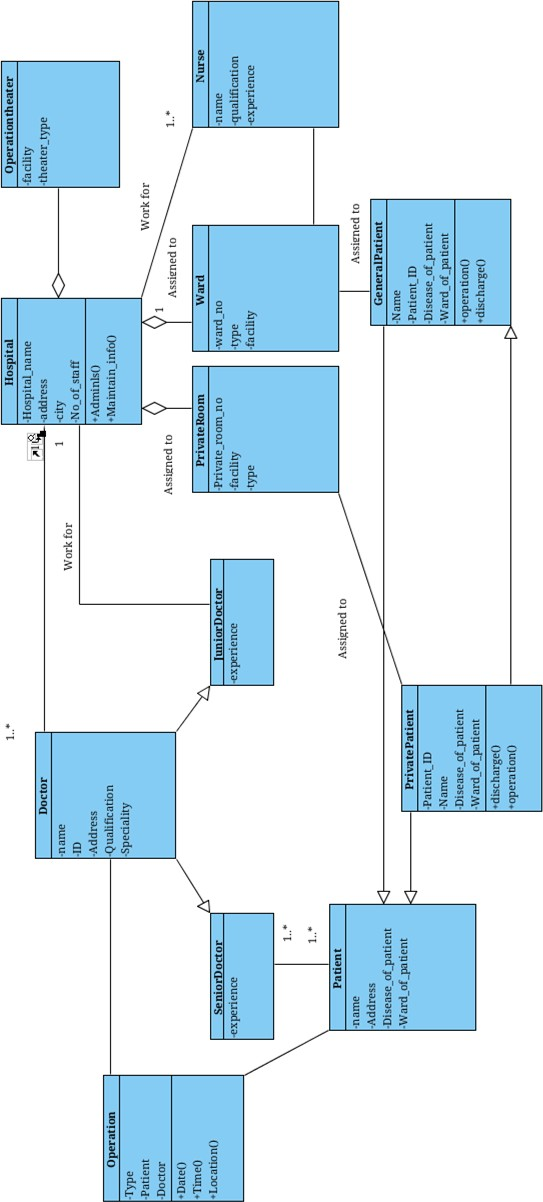 Operation
-Type
-Patient
-Doctor
+Date()
+Time()
+Location()
Doctor
-name
-ID
-Address
-Qualification
-Speciality
1..*
Hospital
-Hospital_name
-address
-city
-No_of_staff
+AdminIs()
+Maintain_info()
1
Operationtheater
-facility
-theater_type
Work for
Work for
1..*
SeniorDoctor
-experience
JuniorDoctor
-experience
Assigned to
PrivateRoom
-Private_room_no
-facility
-type
Assigned to
1
Ward
-ward_no
-type
-facility
Nurse
-name
-qualification
-experience
1..*
1..*
Assigned to
Assigned to
Patient
-name
-Address
-Disease_of_patient
-Ward_of_patient
PrivatePatient
-Patient_ID
-Name
-Disease_of_patient
-Ward_of_patient
+discharge()
+operation()
GeneralPatient
-Name
-Patient_ID
-Disease_of_patient
-Ward_of_patient
+operation()
+discharge()